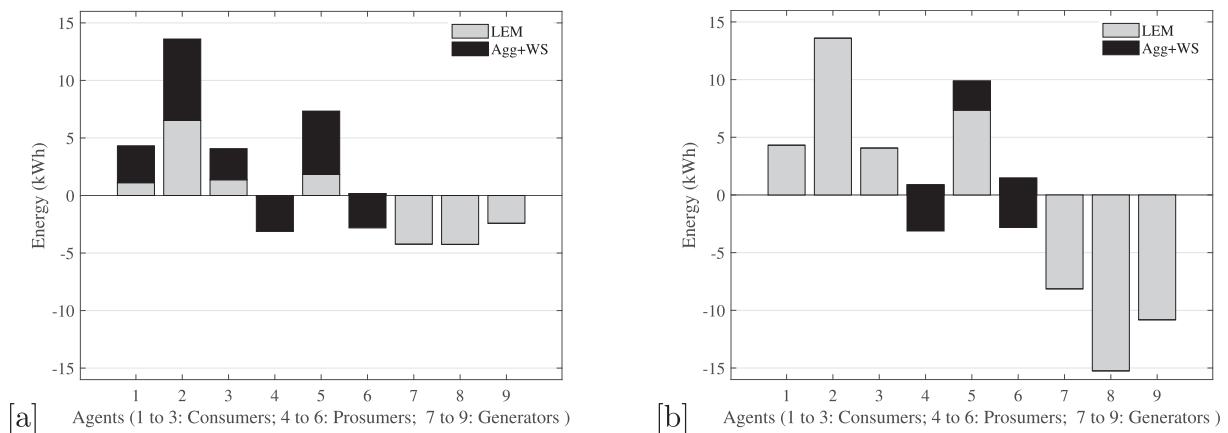 15
10
5
0
-5
-10
-15
Energy (kWh)
LEM
Agg+WS
1 2 3 4 5 6 7 8 9
Agents (1 to 3: Consumers; 4 to 6: Prosumers; 7 to 9: Generators )
[a]
15
10
5
0
-5
-10
-15
Energy (kWh)
LEM
Agg+WS
1 2 3 4 5 6 7 8 9
Agents (1 to 3: Consumers; 4 to 6: Prosumers; 7 to 9: Generators )
[b]